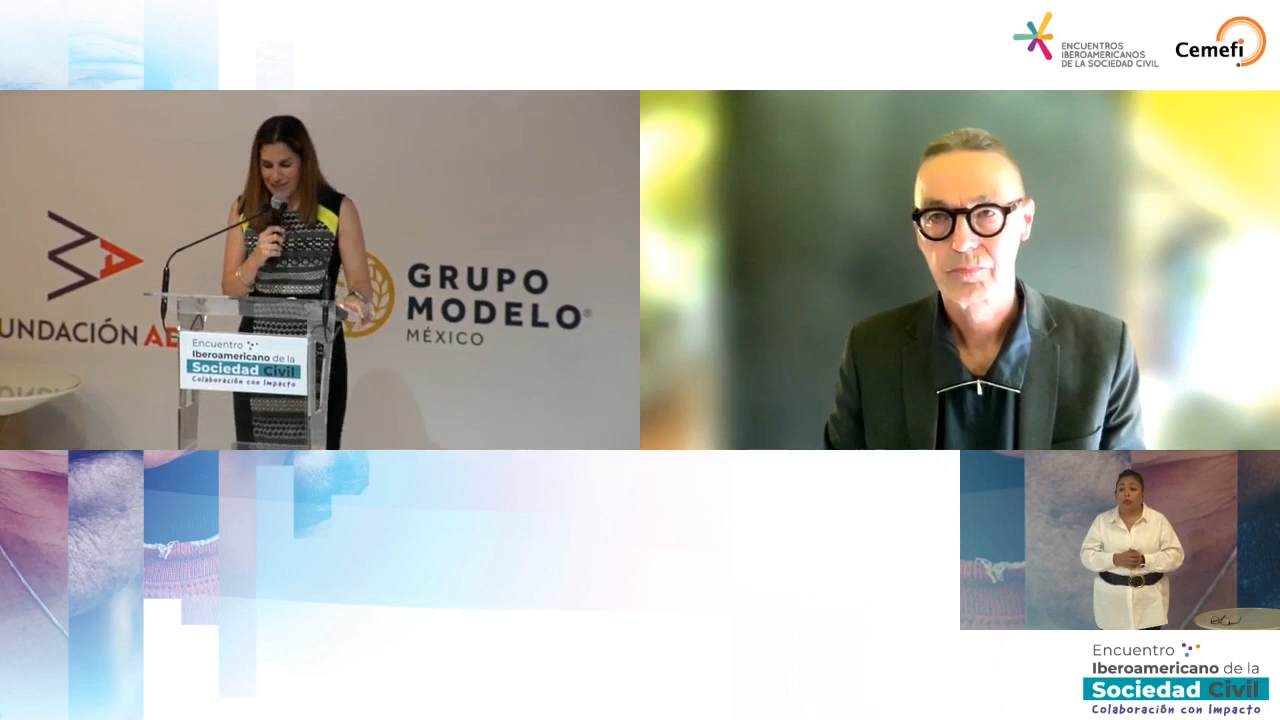 ENCUENTROS
IBEROAMERICANOS
DE LA SOCIEDAD CIVIL
Cemefi
UNDACIÓN
GRUPO
MODELO
MÉXICO
Encuentro
Iberoamericano de la
Sociedad Civil
Colaboración con Impacto
Encuentro
Iberoamericano de la
Sociedad Civil
Colaboración con Impacto